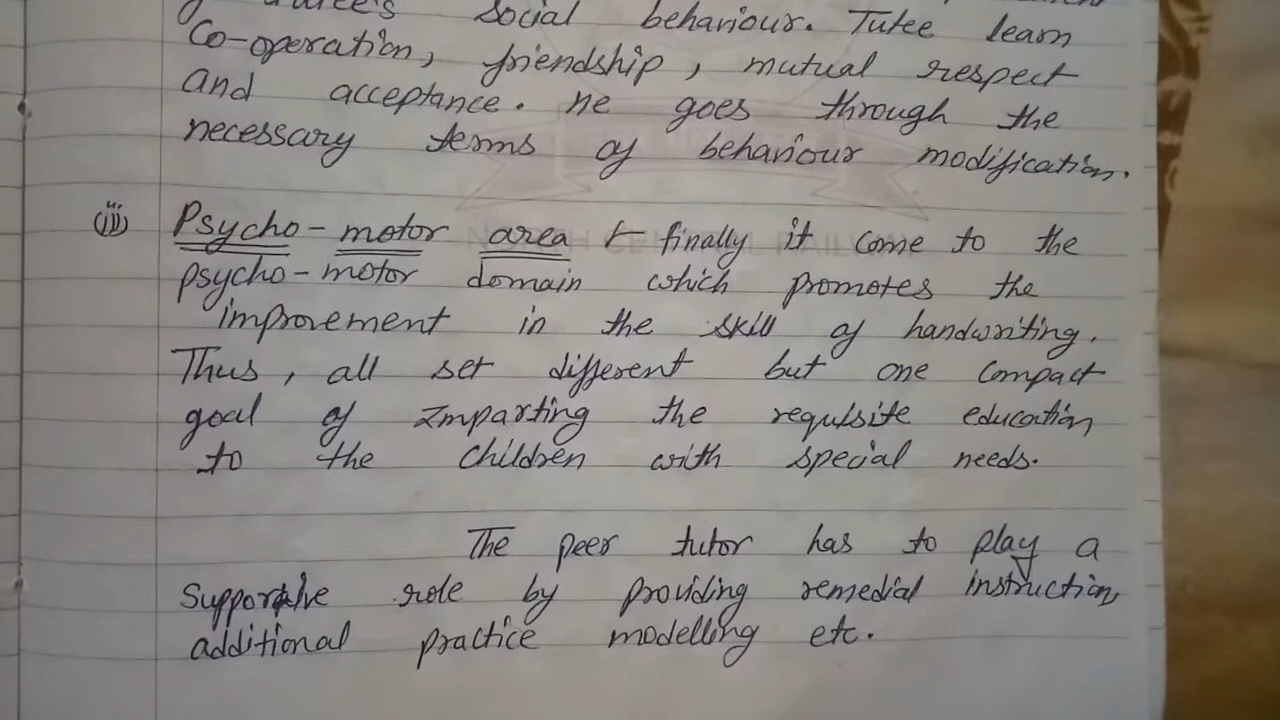 social behaviour. Tutee learn
Co-operation, friendship, mutual respect
and acceptance. He goes through the
necessary terms of behaviour modification.
(iii) Psycho-motor area :- finally it come to the
psycho-motor domain which promotes the
improvement in the skill of handwriting.
Thus, all set different but one compact
goal of Imparting the requisite education
to the children with special needs.
The peer tutor has to play a
Supportive role by providing remedial instruction,
additional practice modelling etc.